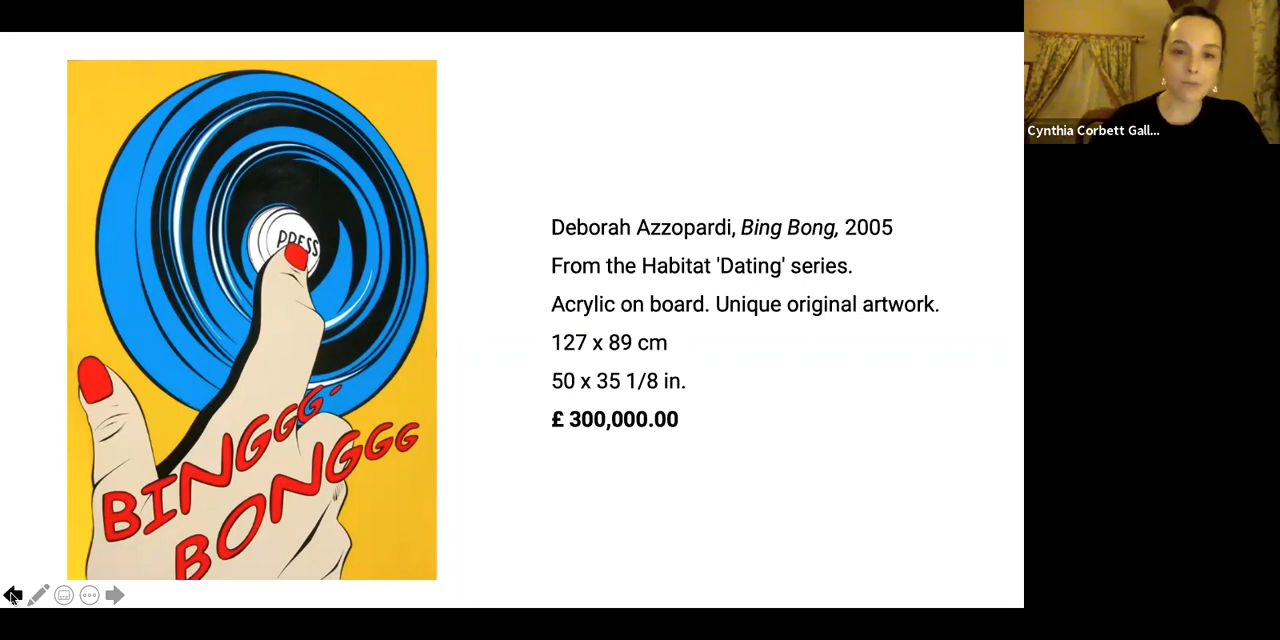 PRESS
BINGGG-
BONGGG
Deborah Azzopardi, Bing Bong, 2005
From the Habitat 'Dating' series.
Acrylic on board. Unique original artwork.
127 x 89 cm
50 x 35 1/8 in.
£ 300,000.00
Cynthia Corbett Gall...